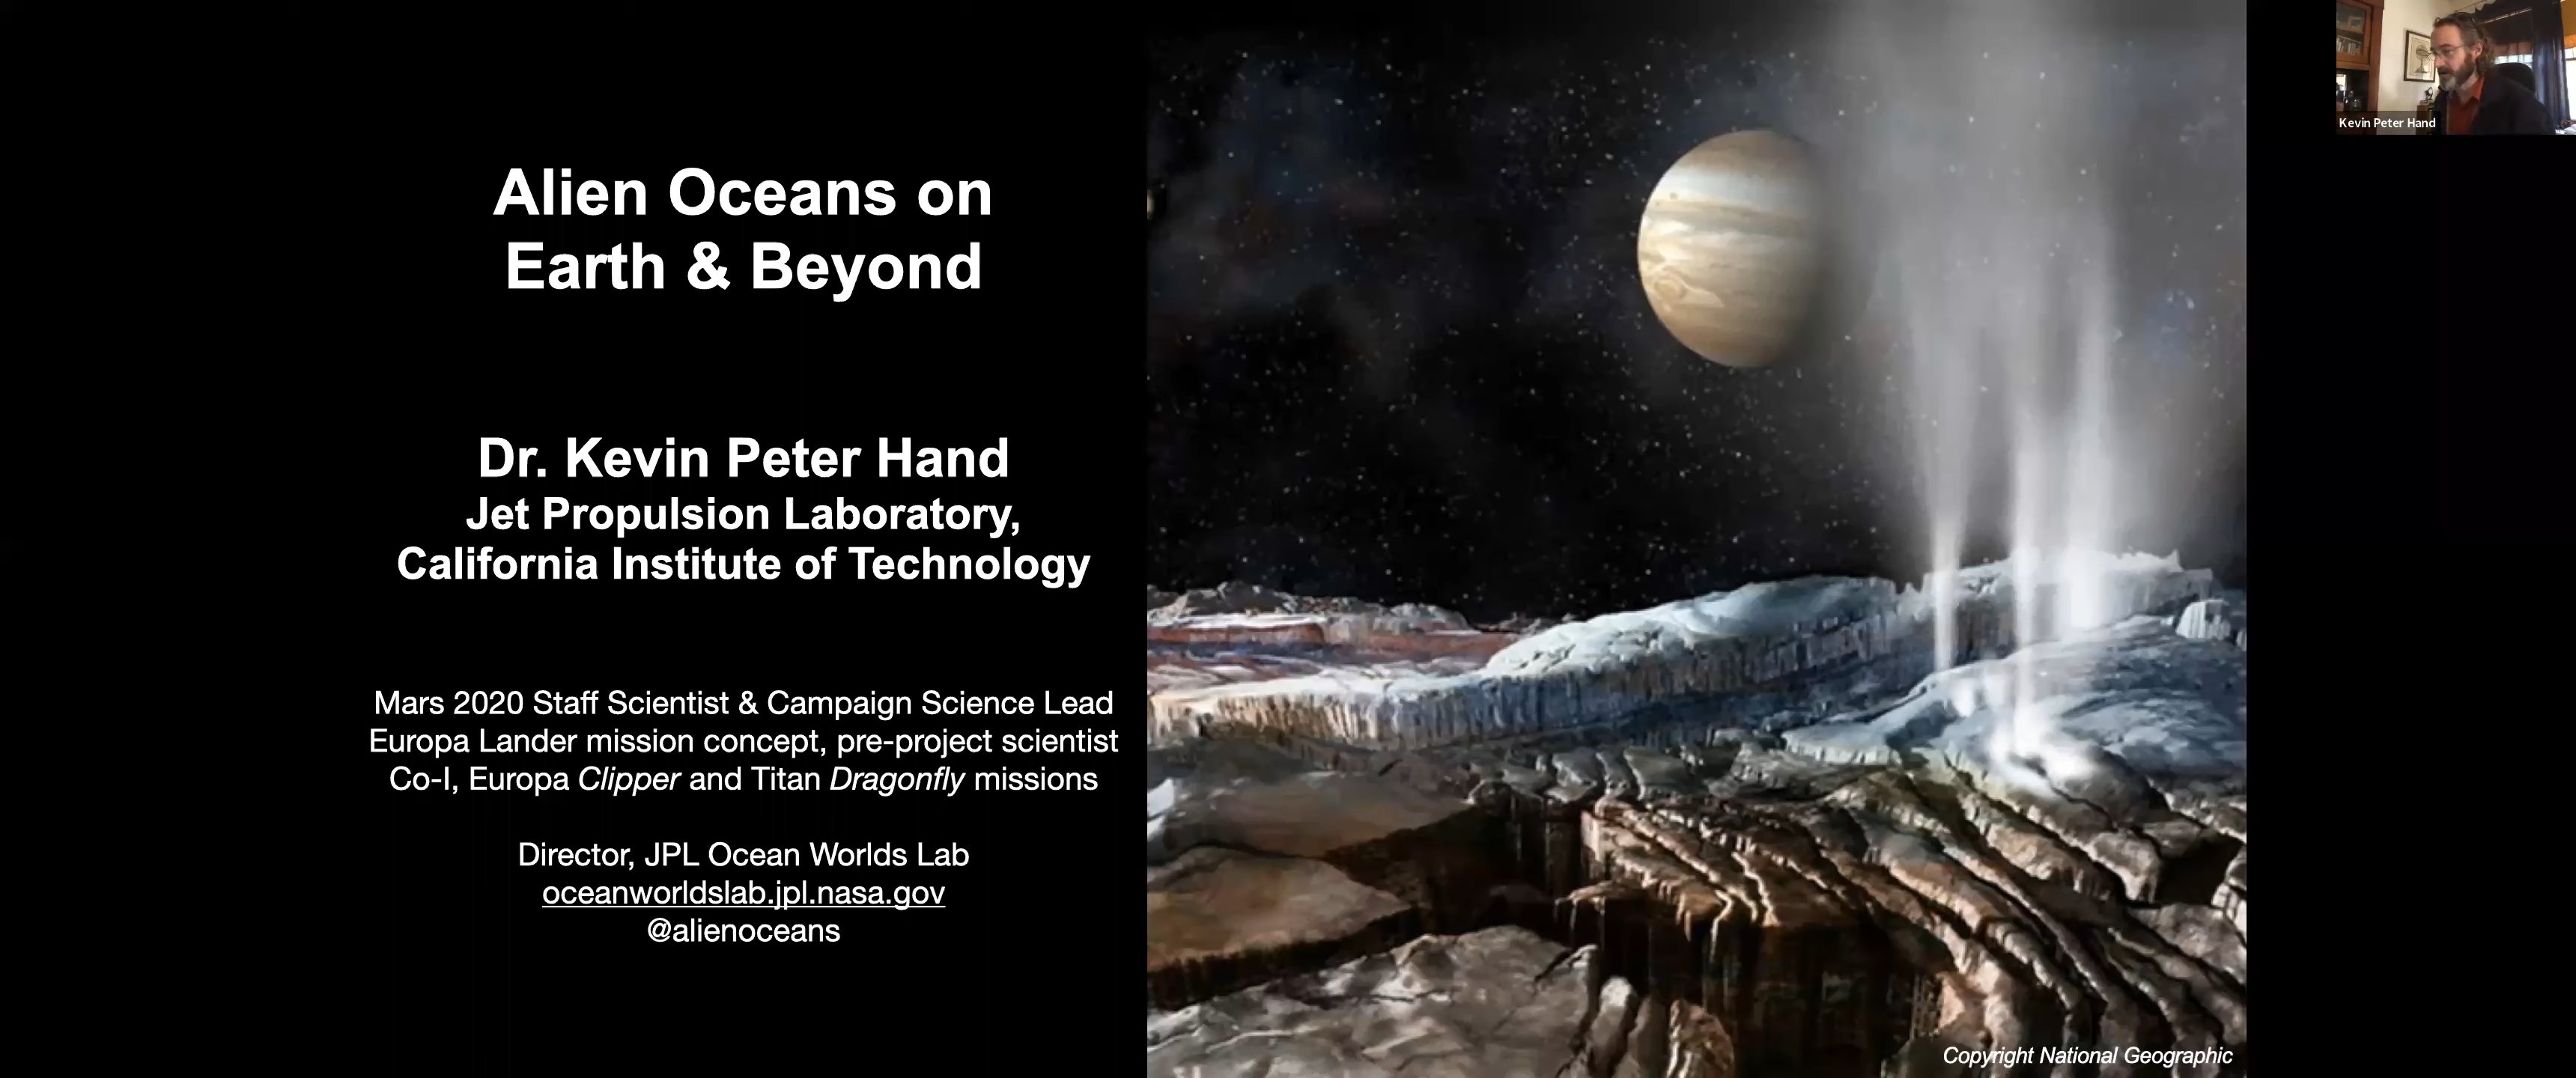 Alien Oceans on
Earth & Beyond
Dr. Kevin Peter Hand
Jet Propulsion Laboratory,
California Institute of Technology
Mars 2020 Staff Scientist & Campaign Science Lead
Europa Lander mission concept, pre-project scientist
Co-I, Europa Clipper and Titan Dragonfly missions
Director, JPL Ocean Worlds Lab
oceanworldslab.jpl.nasa.gov
@alienoceans
Copyright National Geographic
Kevin Peter Hand